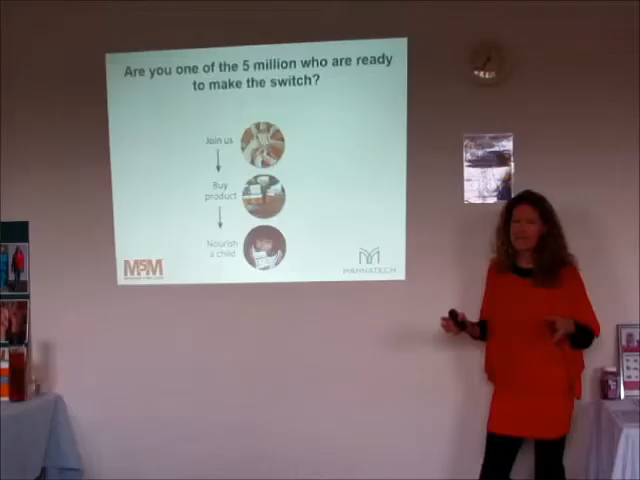 Are you one of the 5 million who are ready
to make the switch?
Join us
Buy
product
Nourish
a child
M5M
MANNATECH